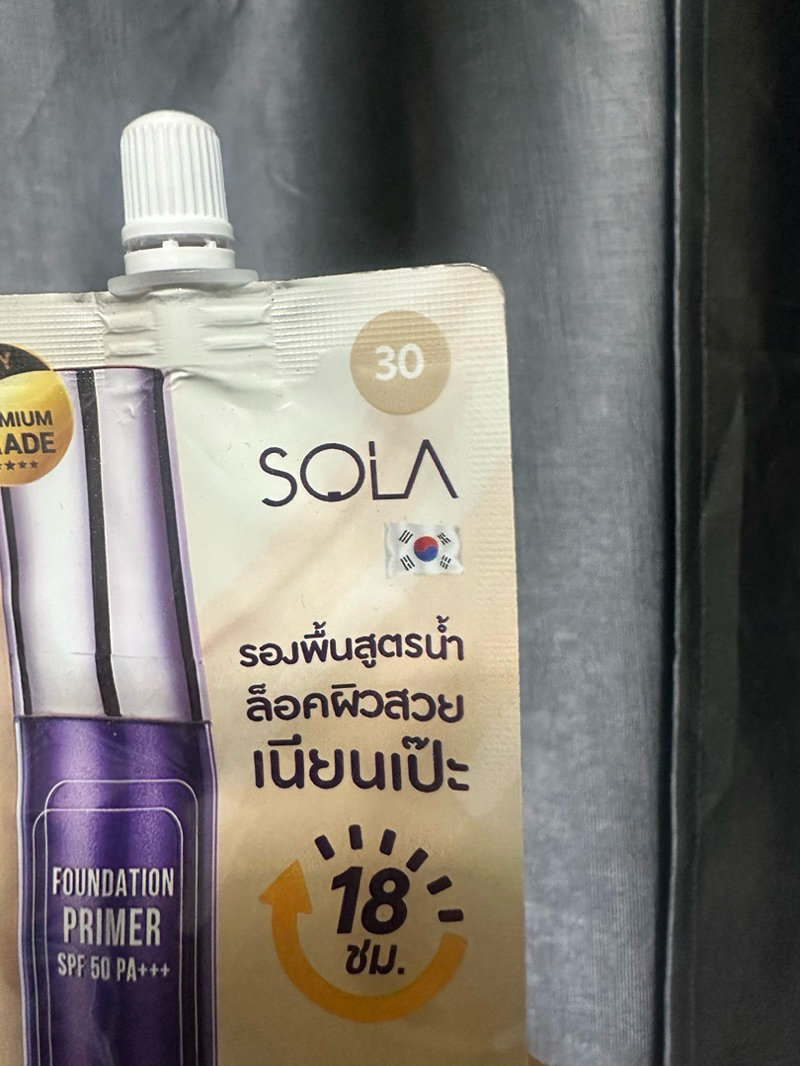 30
SOLA
รองพื้นสูตรน้ำ
ล็อคผิวสวย
เนียนเป๊ะ
18
ชม.
FOUNDATION
PRIMER
SPF 50 PA+++